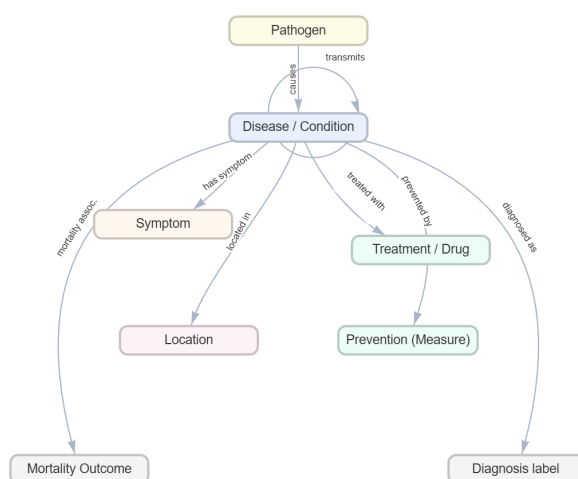 Pathogen
transmits
causes
Disease / Condition
has symptom
treated with
prevented by
mortality assoc.
diagnosed as
Symptom
located in
Treatment / Drug
Location
Prevention (Measure)
Mortality Outcome
Diagnosis label